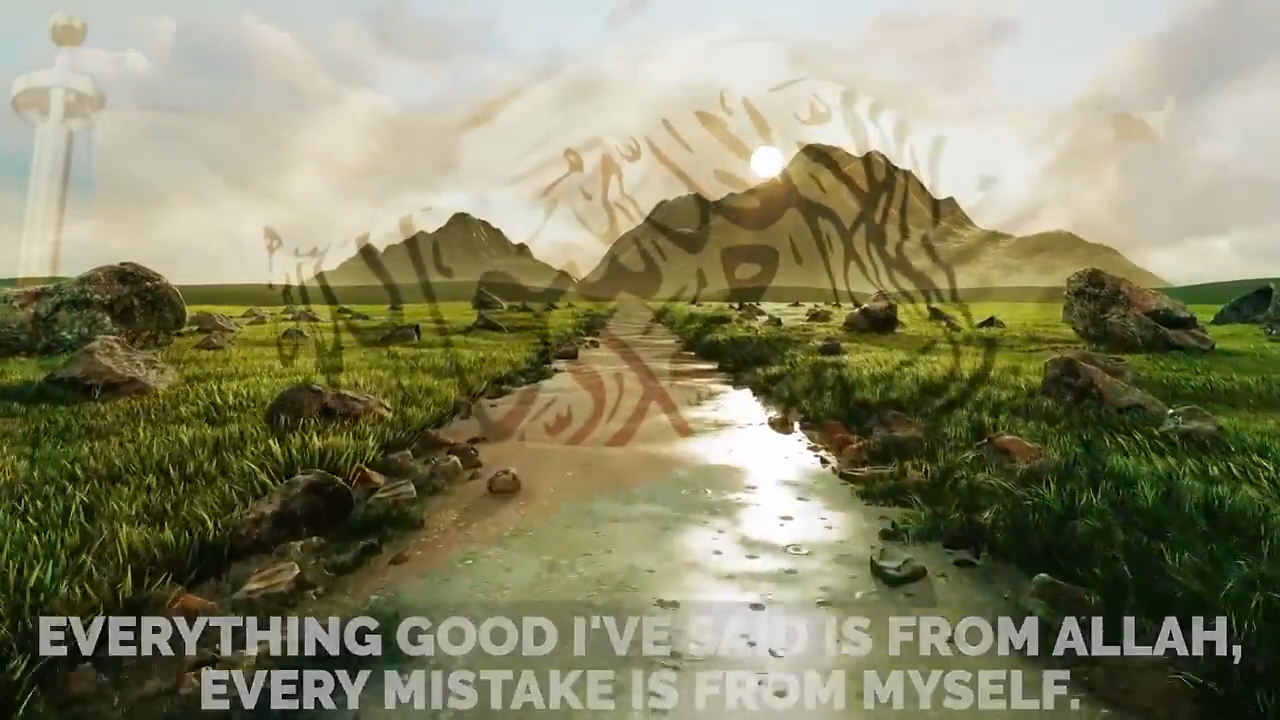 EVERYTHING GOOD I'VE SAID IS FROM ALLAH,
EVERY MISTAKE IS FROM MYSELF.